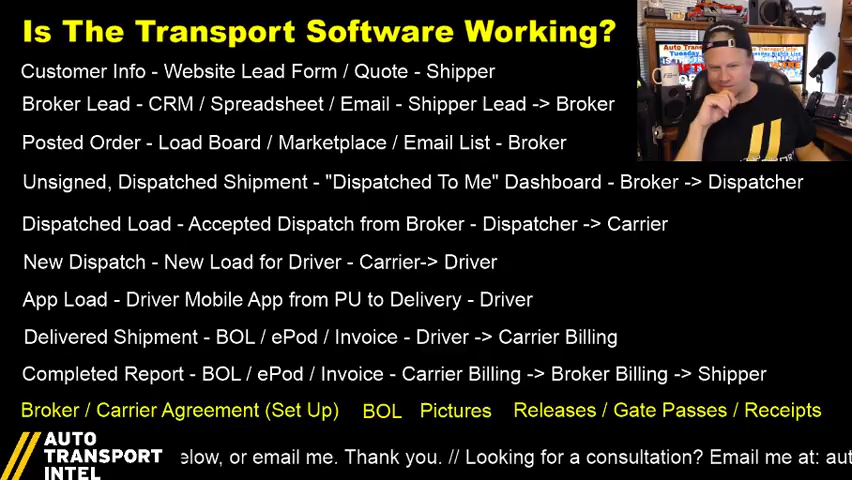 Is The Transport Software Working?
Customer Info - Website Lead Form / Quote - Shipper
Broker Lead - CRM / Spreadsheet / Email - Shipper Lead -> Broker
Posted Order - Load Board / Marketplace / Email List - Broker
Unsigned, Dispatched Shipment - "Dispatched To Me" Dashboard - Broker -> Dispatcher
Dispatched Load - Accepted Dispatch from Broker - Dispatcher -> Carrier
New Dispatch - New Load for Driver - Carrier-> Driver
App Load - Driver Mobile App from PU to Delivery - Driver
Delivered Shipment - BOL / ePod / Invoice - Driver -> Carrier Billing
Completed Report - BOL / ePod / Invoice - Carrier Billing -> Broker Billing -> Shipper
Broker / Carrier Agreement (Set Up) BOL Pictures Releases / Gate Passes / Receipts
AUTO
TRANSPORT
INTEL
elow, or email me. Thank you. // Looking for a consultation? Email me at: aut